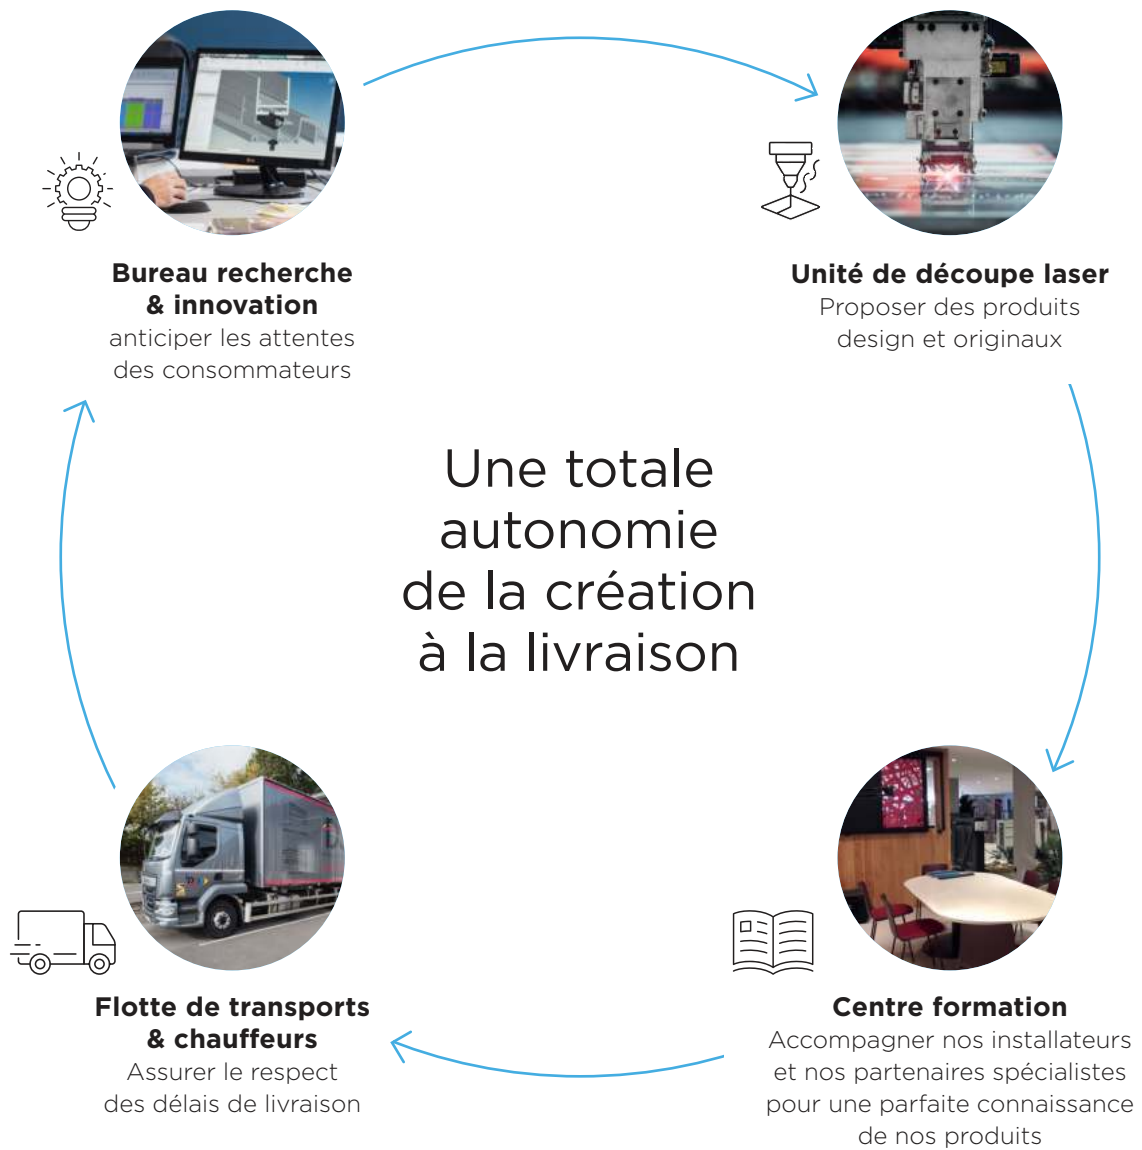 Bureau recherche
& innovation
anticiper les attentes
des consommateurs
Unité de découpe laser
Proposer des produits
design et originaux
Une totale
autonomie
de la création
à la livraison
Flotte de transports
& chauffeurs
Assurer le respect
des délais de livraison
Centre formation
Accompagner nos installateurs
et nos partenaires spécialistes
pour une parfaite connaissance
de nos produits